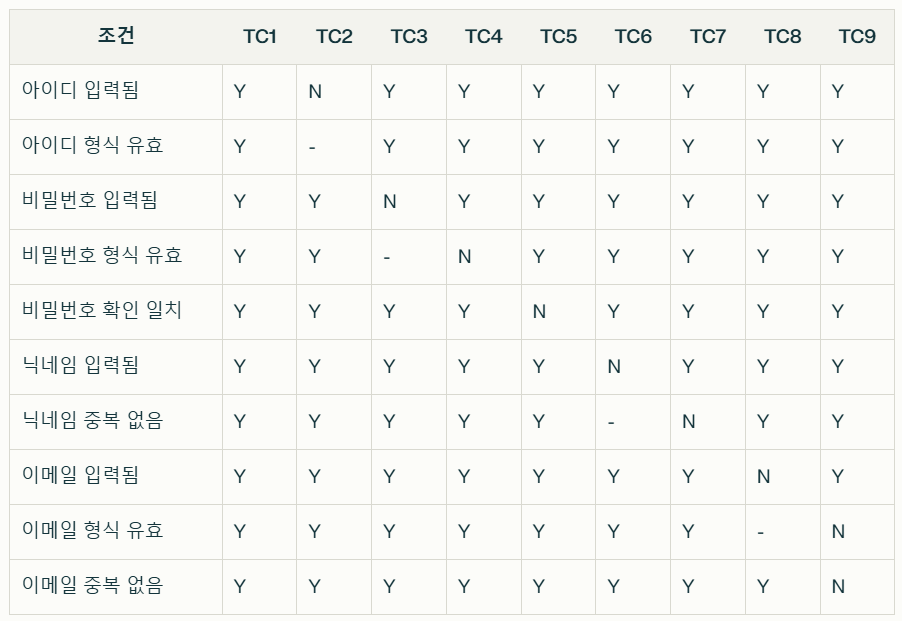 조건 TC1 TC2 TC3 TC4 TC5 TC6 TC7 TC8 TC9
아이디 입력됨 Y N Y Y Y Y Y Y Y
아이디 형식 유효 Y - Y Y Y Y Y Y Y
비밀번호 입력됨 Y Y N Y Y Y Y Y Y
비밀번호 형식 유효 Y Y - N Y Y Y Y Y
비밀번호 확인 일치 Y Y Y Y N Y Y Y Y
닉네임 입력됨 Y Y Y Y Y N Y Y Y
닉네임 중복 없음 Y Y Y Y Y - N Y Y
이메일 입력됨 Y Y Y Y Y Y Y N Y
이메일 형식 유효 Y Y Y Y Y Y Y - N
이메일 중복 없음 Y Y Y Y Y Y Y Y N